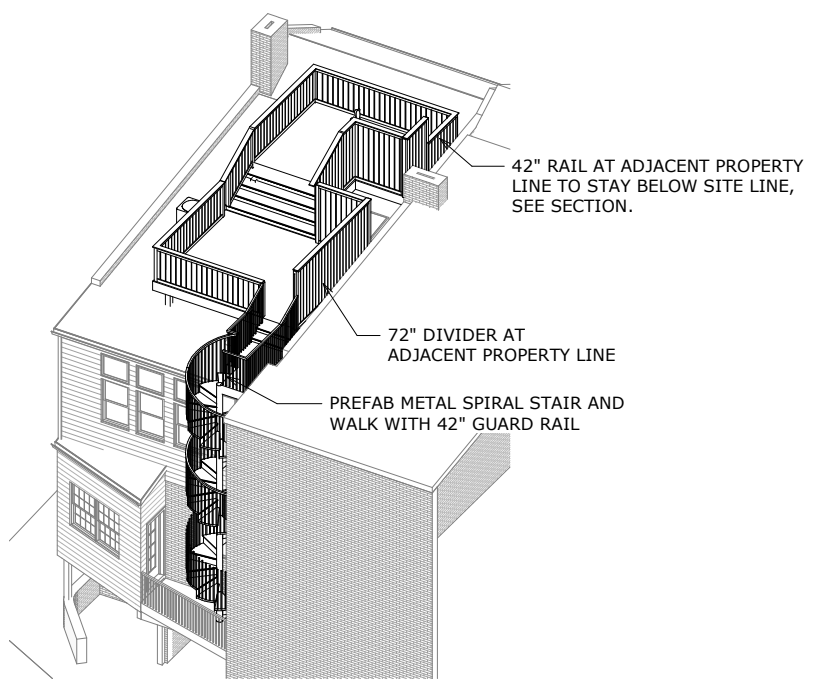 42" RAIL AT ADJACENT PROPERTY
LINE TO STAY BELOW SITE LINE,
SEE SECTION.
72" DIVIDER AT
ADJACENT PROPERTY LINE
PREFAB METAL SPIRAL STAIR AND
WALK WITH 42" GUARD RAIL